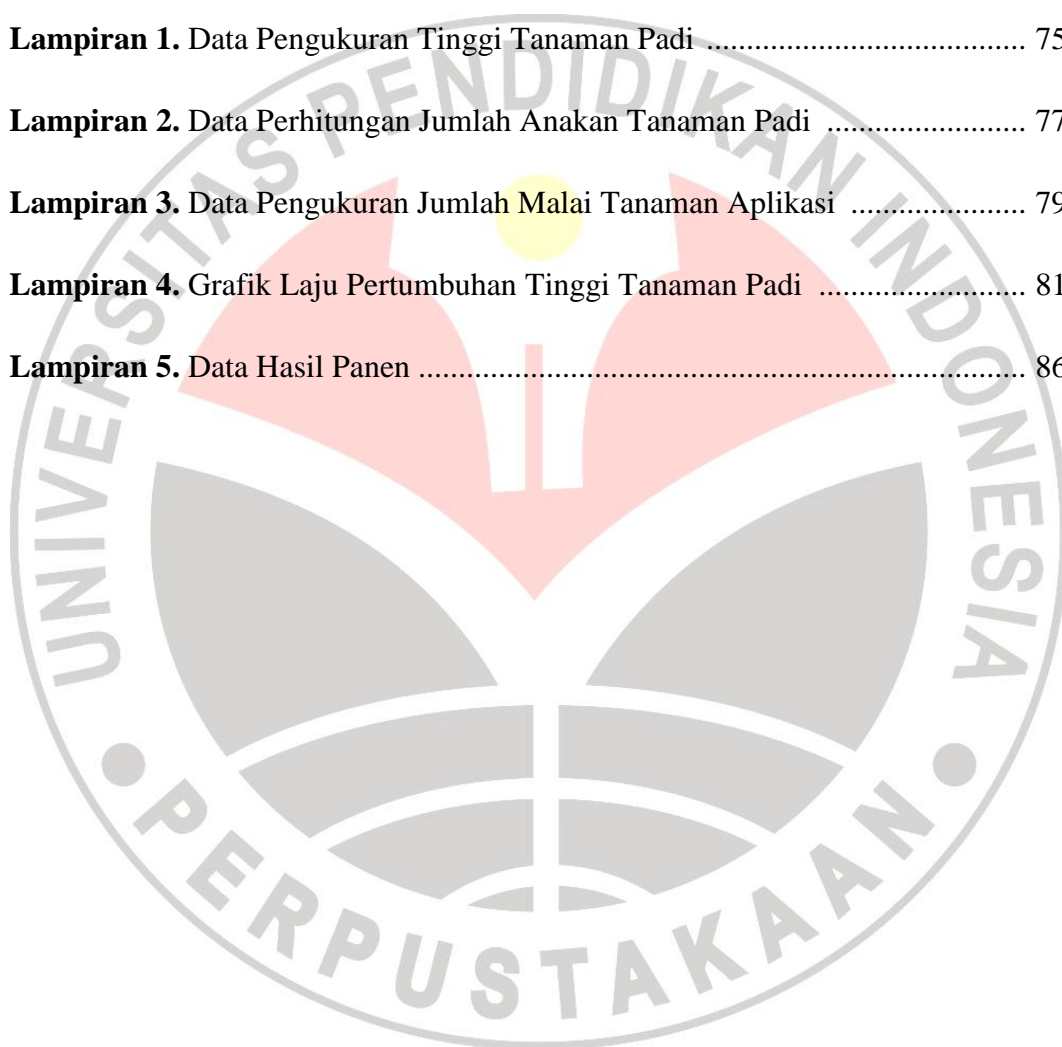 Lampiran 1. Data Pengukuran Tinggi Tanaman Padi ..................................... 75
Lampiran 2. Data Perhitungan Jumlah Anakan Tanaman Padi ....................... 77
Lampiran 3. Data Pengukuran Jumlah Malai Tanaman Aplikasi .................... 79
Lampiran 4. Grafik Laju Pertumbuhan Tinggi Tanaman Padi ........................ 81
Lampiran 5. Data Hasil Panen ...................................................................... 86
UNIVERSITAS PENDIDIKAN INDONESIA
PERPUSTAKAAN